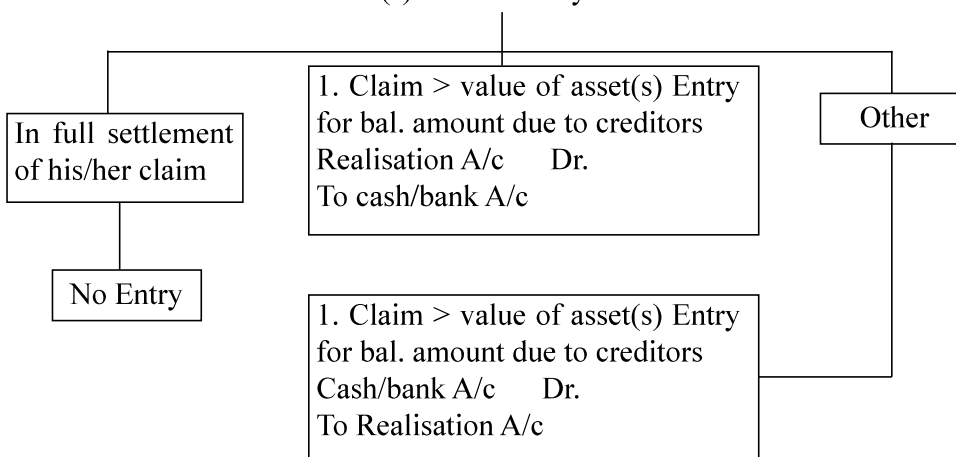 In full settlement
of his/her claim
No Entry
1. Claim > value of asset(s) Entry
for bal. amount due to creditors
Realisation A/c Dr.
To cash/bank A/c
Other
1. Claim > value of asset(s) Entry
for bal. amount due to creditors
Cash/bank A/c Dr.
To Realisation A/c